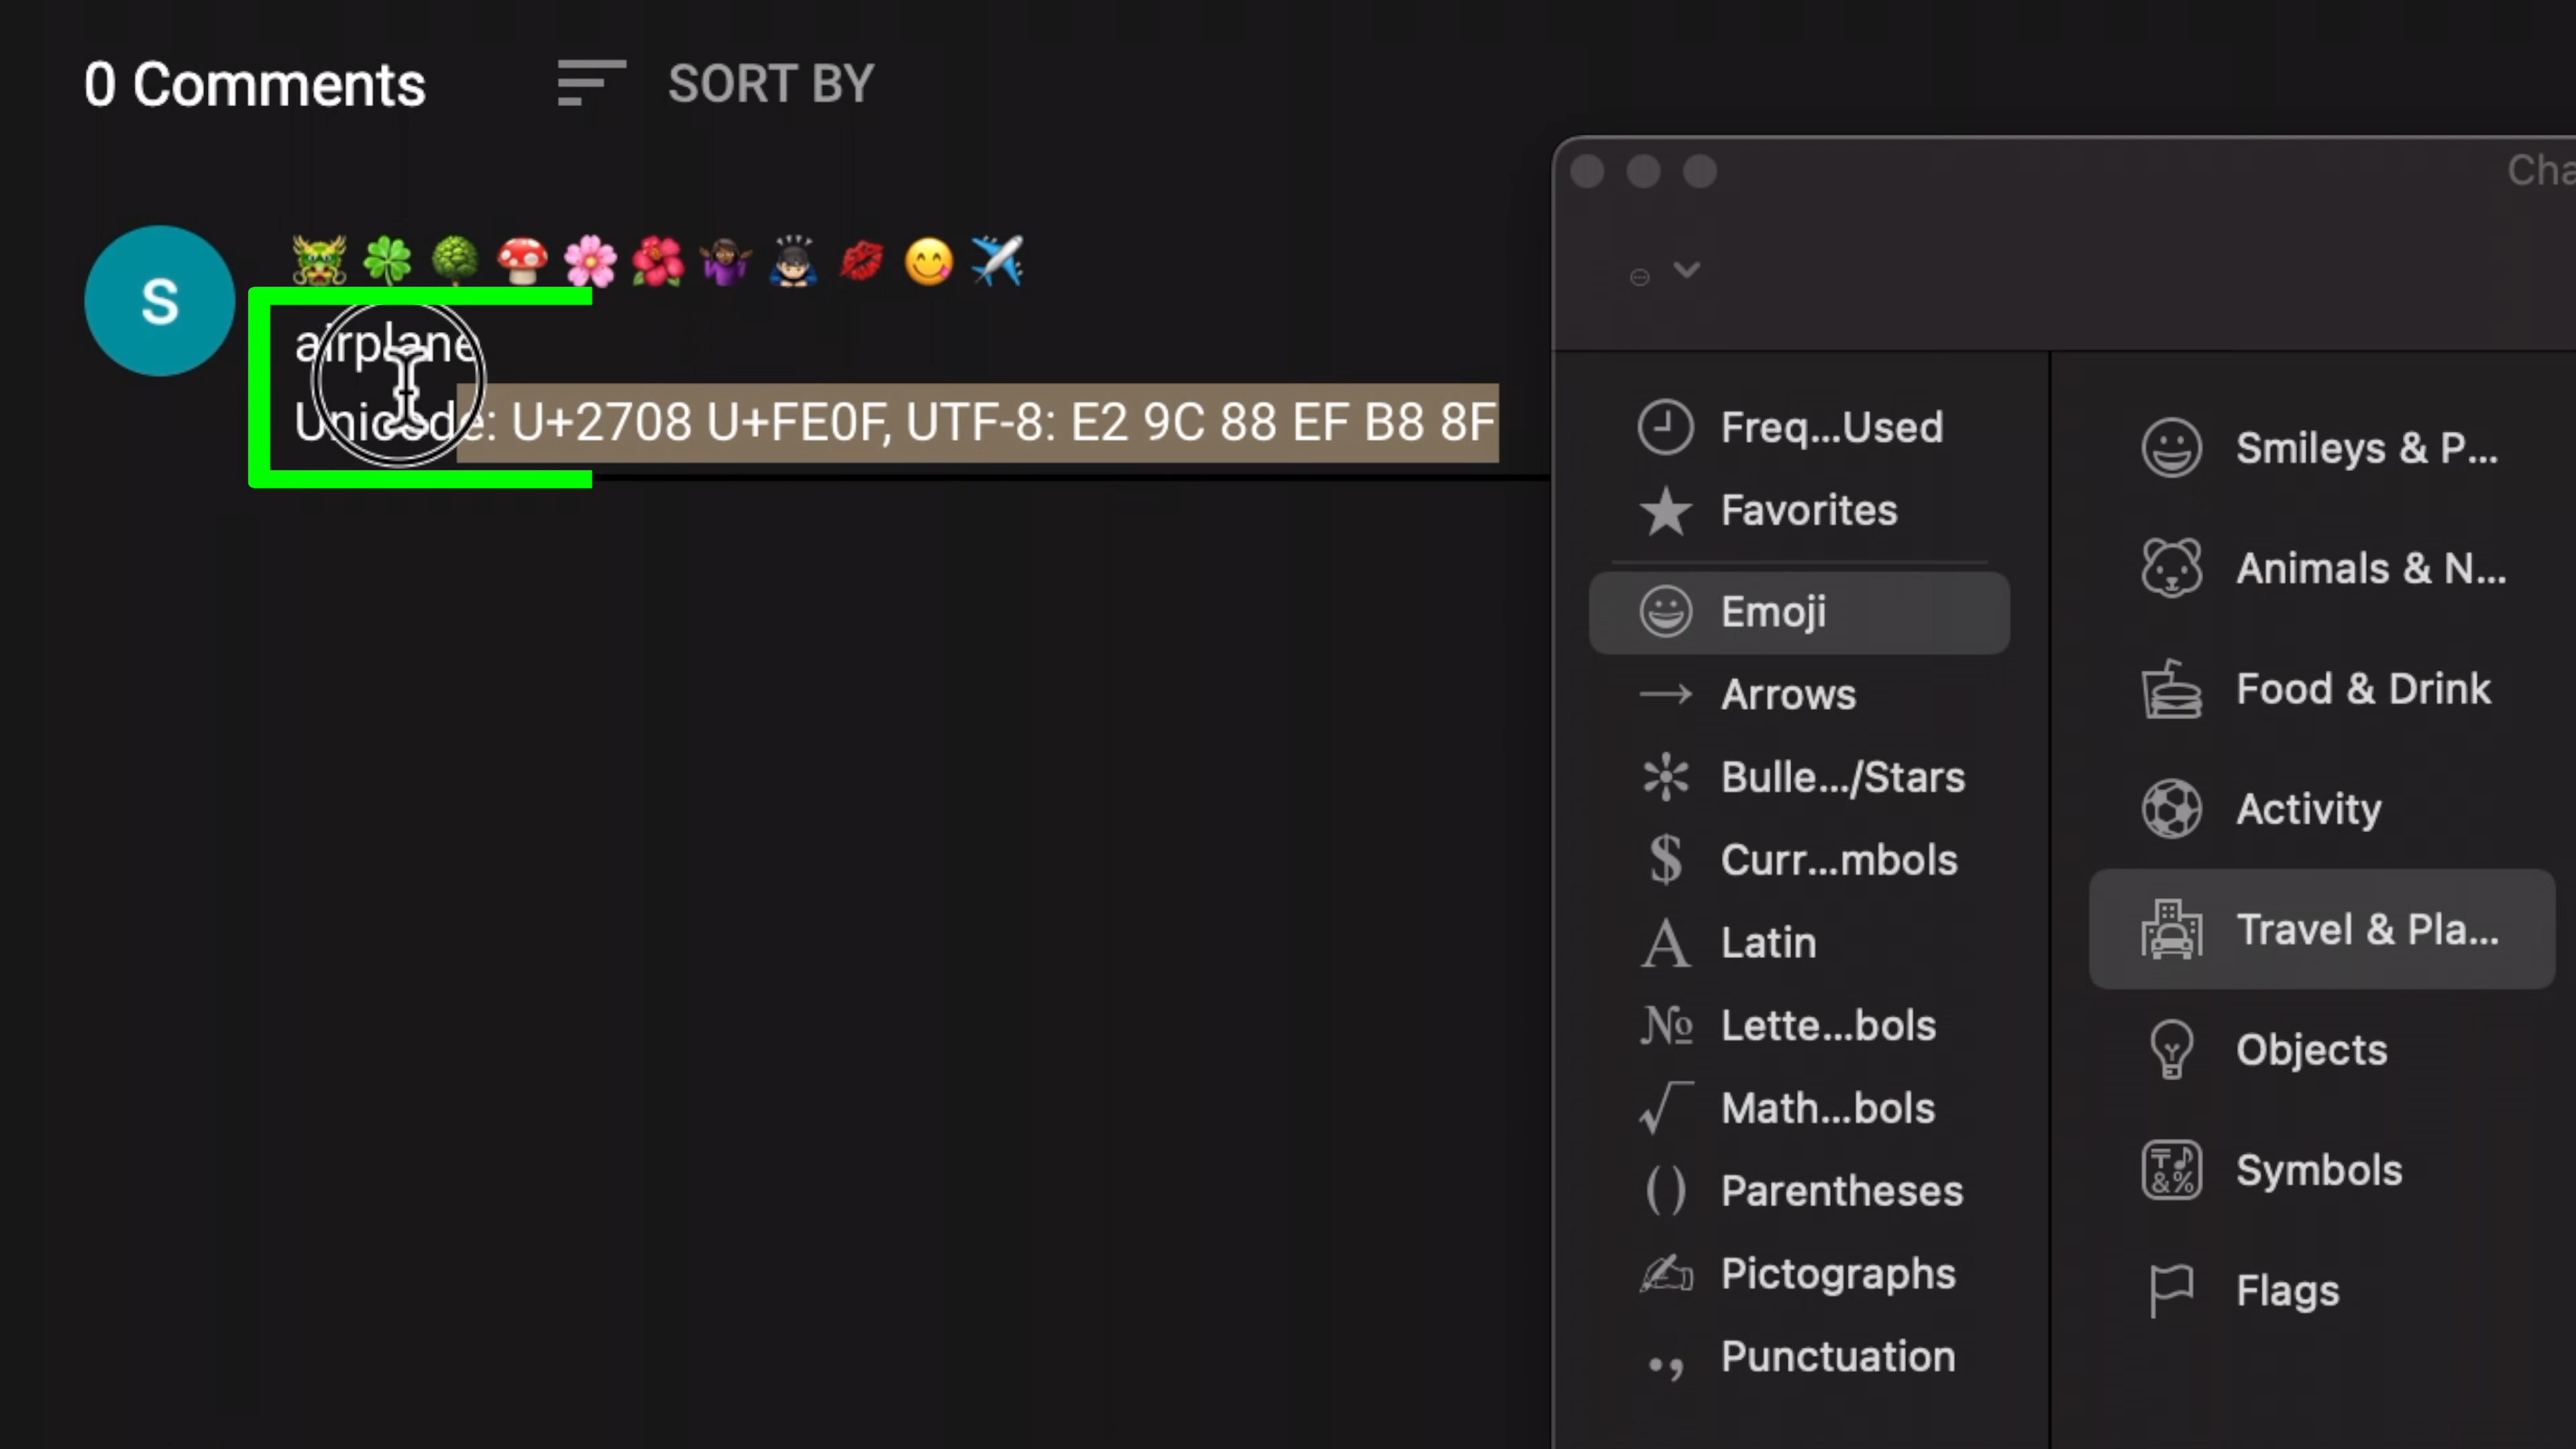 0 Comments
SORT BY
S
🐲🍀🌳🍄🌸🌺🤷🏾‍♀️🙇🏻‍♂️💋😋✈️
airplane
Unicode: U+2708 U+FE0F, UTF-8: E2 9C 88 EF B8 8F
Cha
Freq...Used
Favorites
Emoji
Arrows
Bulle.../Stars
Curr...mbols
Latin
Lette...bols
Math...bols
Parentheses
Pictographs
Punctuation
Smileys & P...
Animals & N...
Food & Drink
Activity
Travel & Pla...
Objects
Symbols
Flags